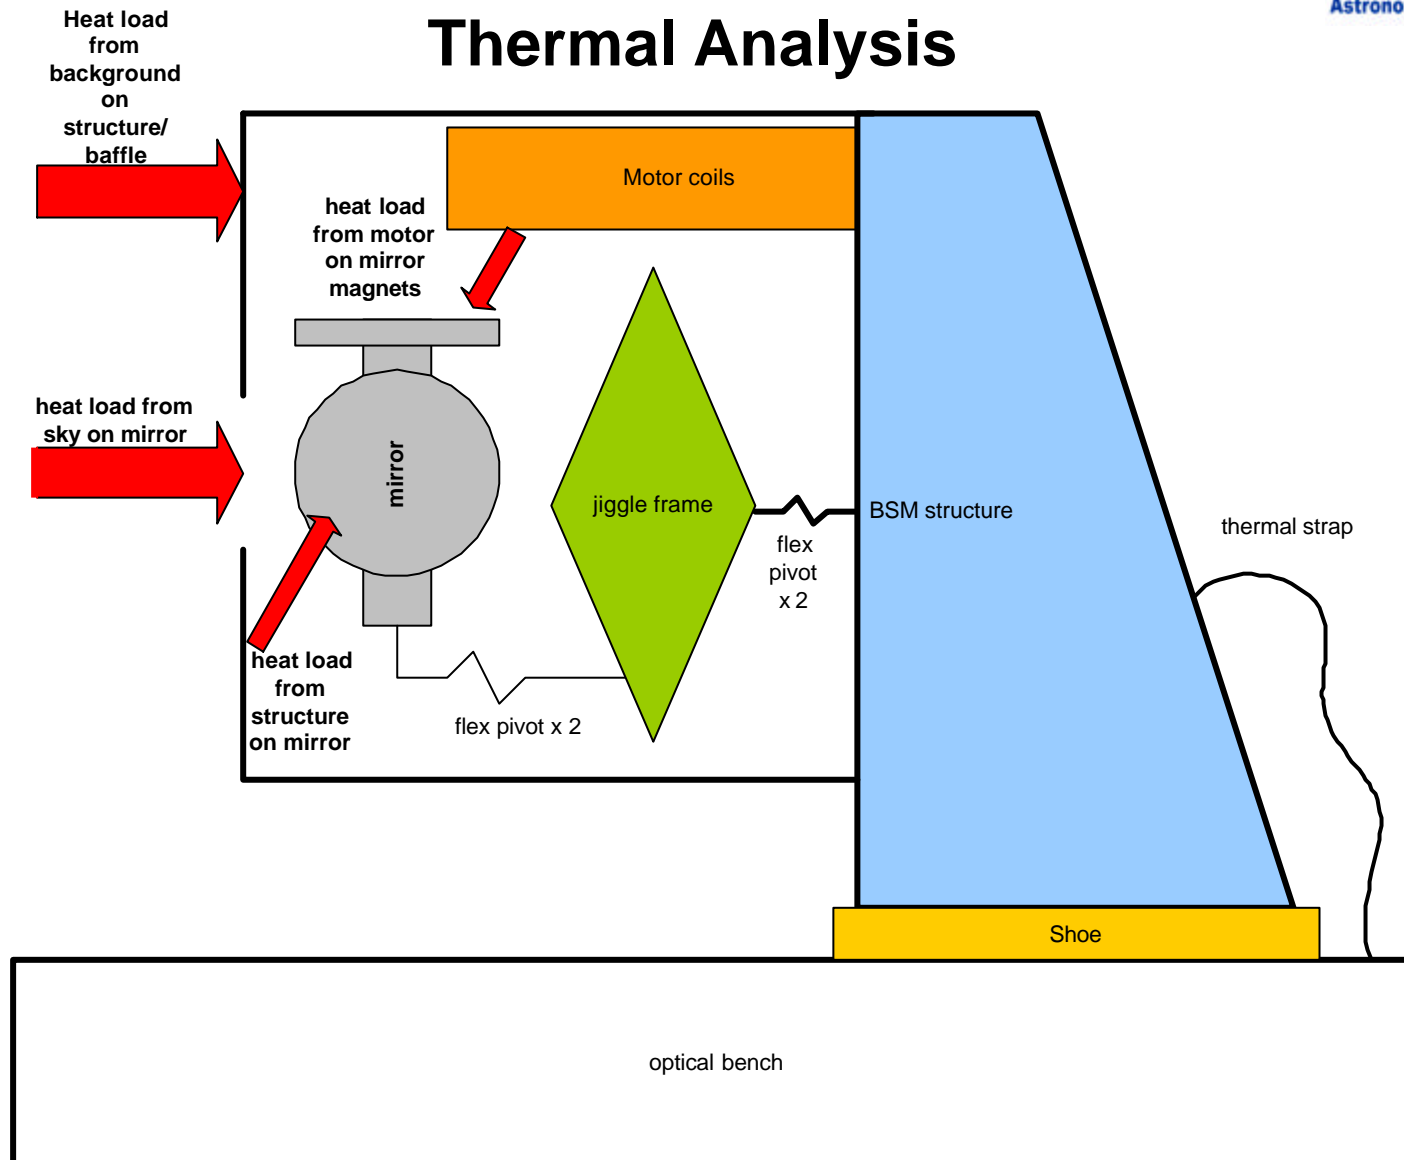 Astrono
Thermal Analysis
Heat load
from
background
on
structure/
baffle
Motor coils
heat load
from motor
on mirror
magnets
heat load from
sky on mirror
mirror
jiggle frame
BSM structure
flex
pivot
x 2
thermal strap
heat load
from
structure
on mirror
flex pivot x 2
Shoe
optical bench